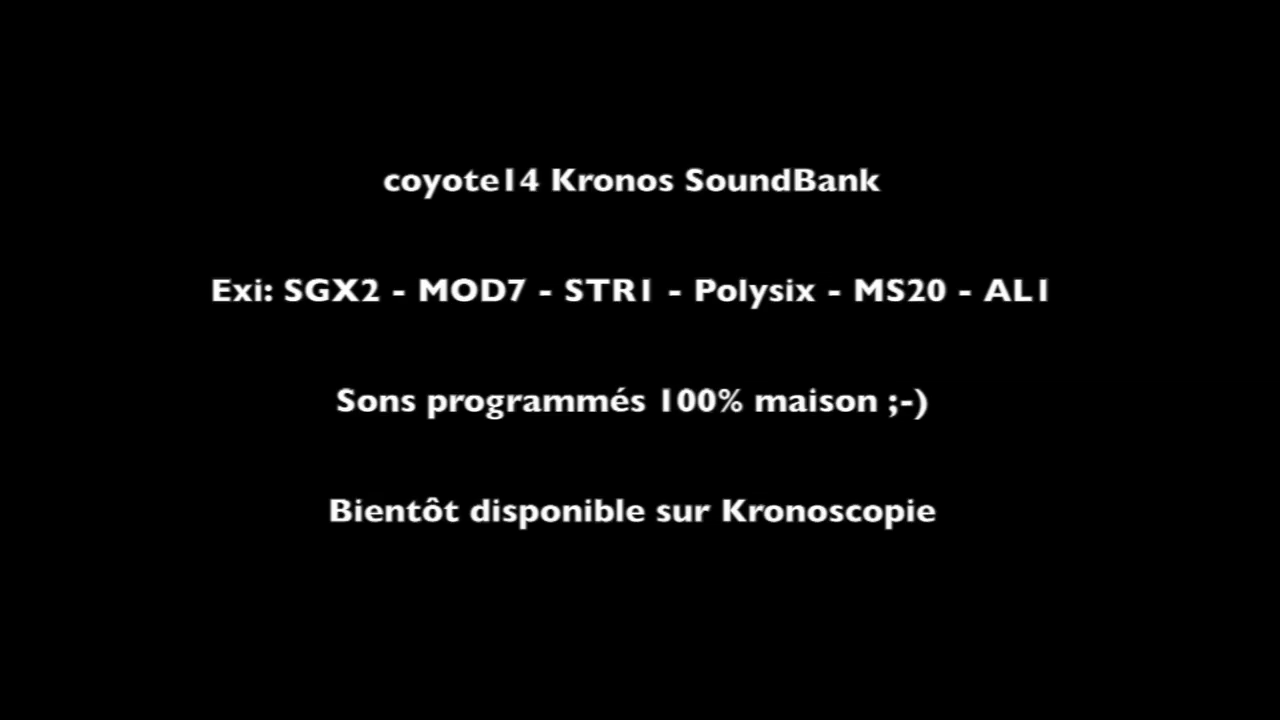 coyote14 Kronos SoundBank
Exi: SGX2 - MOD7 - STR1 - Polysix - MS20 - AL1
Sons programmés 100% maison ;-)
Bientôt disponible sur Kronoscopie